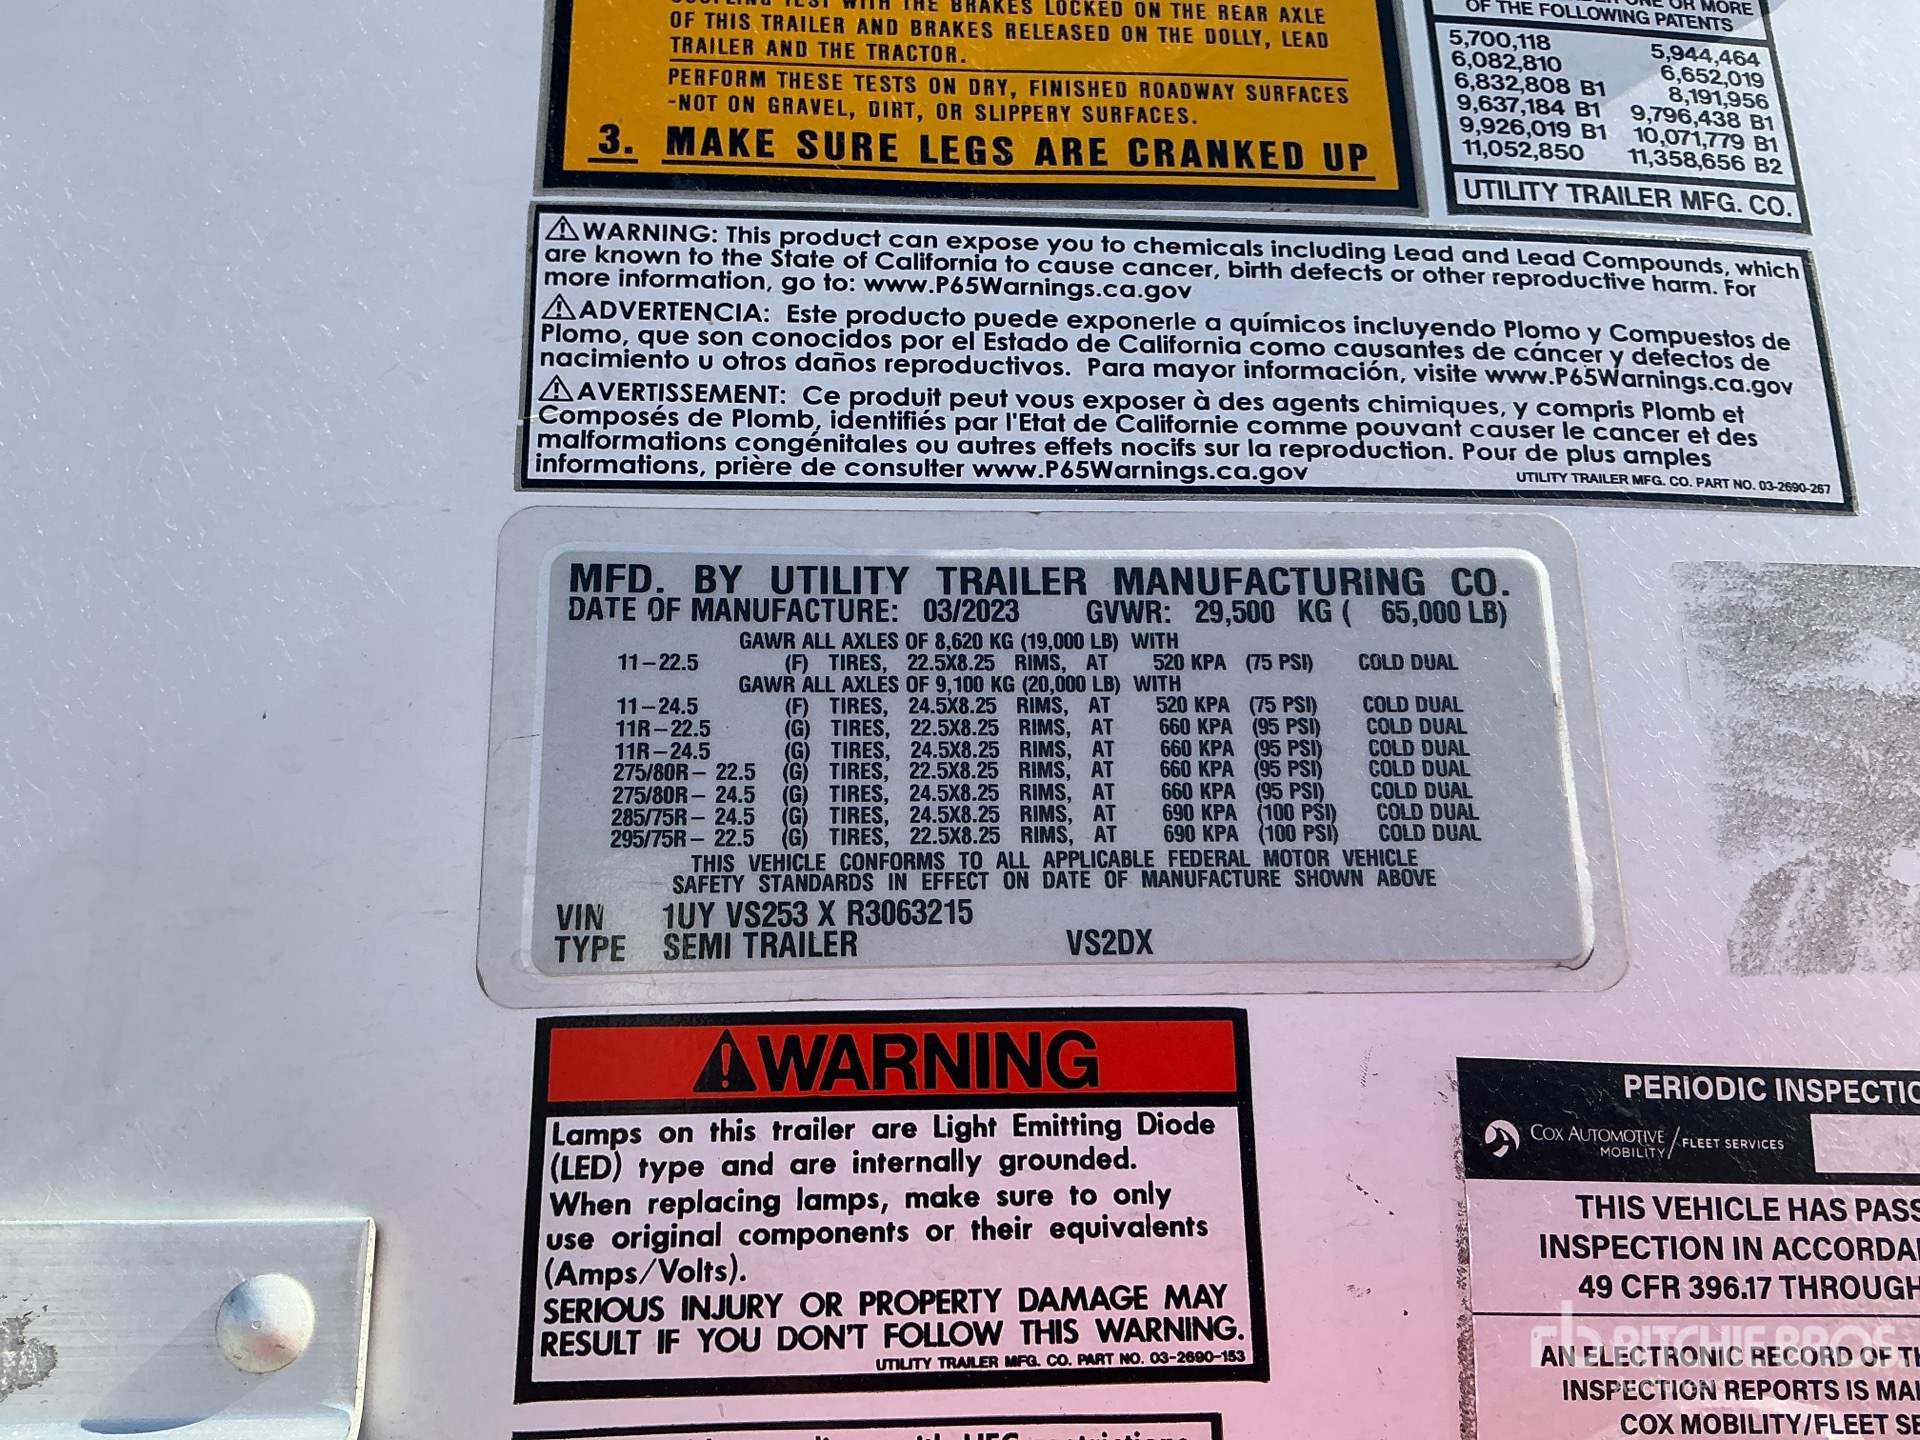 COUPLING TEST WITH THE BRAKES LOCKED ON THE REAR AXLE
OF THIS TRAILER AND BRAKES RELEASED ON THE DOLLY, LEAD
TRAILER AND THE TRACTOR.
PERFORM THESE TESTS ON DRY, FINISHED ROADWAY SURFACES
-NOT ON GRAVEL, DIRT, OR SLIPPERY SURFACES.
3. MAKE SURE LEGS ARE CRANKED UP
ONE OR MORE
OF THE FOLLOWING PATENTS
5,700,118 5,944,464
6,082,810 6,652,019
6,832,808 B1 8,191,956
9,637,184 B1 9,796,438 B1
9,926,019 B1 10,071,779 B1
11,052,850 11,358,656 B2
UTILITY TRAILER MFG. CO.
⚠WARNING: This product can expose you to chemicals including Lead and Lead Compounds, which
are known to the State of California to cause cancer, birth defects or other reproductive harm. For
more information, go to: www.P65Warnings.ca.gov
⚠ADVERTENCIA: Este producto puede exponerle a químicos incluyendo Plomo y Compuestos de
Plomo, que son conocidos por el Estado de California como causantes de cáncer y defectos de
nacimiento u otros daños reproductivos. Para mayor información, visite www.P65Warnings.ca.gov
⚠AVERTISSEMENT: Ce produit peut vous exposer à des agents chimiques, y compris Plomb et
Composés de Plomb, identifiés par l'Etat de Californie comme pouvant causer le cancer et des
malformations congénitales ou autres effets nocifs sur la reproduction. Pour de plus amples
informations, prière de consulter www.P65Warnings.ca.gov
UTILITY TRAILER MFG. CO. PART NO. 03-2690-267
MFD. BY UTILITY TRAILER MANUFACTURING CO.
DATE OF MANUFACTURE: 03/2023 GVWR: 29,500 KG ( 65,000 LB)
GAWR ALL AXLES OF 8,620 KG (19,000 LB) WITH
11-22.5 (F) TIRES, 22.5X8.25 RIMS, AT 520 KPA (75 PSI) COLD DUAL
GAWR ALL AXLES OF 9,100 KG (20,000 LB) WITH
11-24.5 (F) TIRES, 24.5X8.25 RIMS, AT 520 KPA (75 PSI) COLD DUAL
11R-22.5 (G) TIRES, 22.5X8.25 RIMS, AT 660 KPA (95 PSI) COLD DUAL
11R-24.5 (G) TIRES, 24.5X8.25 RIMS, AT 660 KPA (95 PSI) COLD DUAL
275/80R- 22.5 (G) TIRES, 22.5X8.25 RIMS, AT 660 KPA (95 PSI) COLD DUAL
275/80R- 24.5 (G) TIRES, 24.5X8.25 RIMS, AT 660 KPA (95 PSI) COLD DUAL
285/75R- 24.5 (G) TIRES, 24.5X8.25 RIMS, AT 690 KPA (100 PSI) COLD DUAL
295/75R- 22.5 (G) TIRES, 22.5X8.25 RIMS, AT 690 KPA (100 PSI) COLD DUAL
THIS VEHICLE CONFORMS TO ALL APPLICABLE FEDERAL MOTOR VEHICLE
SAFETY STANDARDS IN EFFECT ON DATE OF MANUFACTURE SHOWN ABOVE
VIN 1UY VS253 X R3063215
TYPE SEMI TRAILER VS2DX
⚠WARNING
Lamps on this trailer are Light Emitting Diode
(LED) type and are internally grounded.
When replacing lamps, make sure to only
use original components or their equivalents
(Amps/Volts).
SERIOUS INJURY OR PROPERTY DAMAGE MAY
RESULT IF YOU DON'T FOLLOW THIS WARNING.
UTILITY TRAILER MFG. CO. PART NO. 03-2690-153
PERIODIC INSPECTIO
COX AUTOMOTIVE
MOBILITY / FLEET SERVICES
THIS VEHICLE HAS PASS
INSPECTION IN ACCORDA
49 CFR 396.17 THROUGH
AN ELECTRONIC RECORD OF TH
INSPECTION REPORTS IS MAI
COX MOBILITY/FLEET SE
rb RITCHIE BROS.